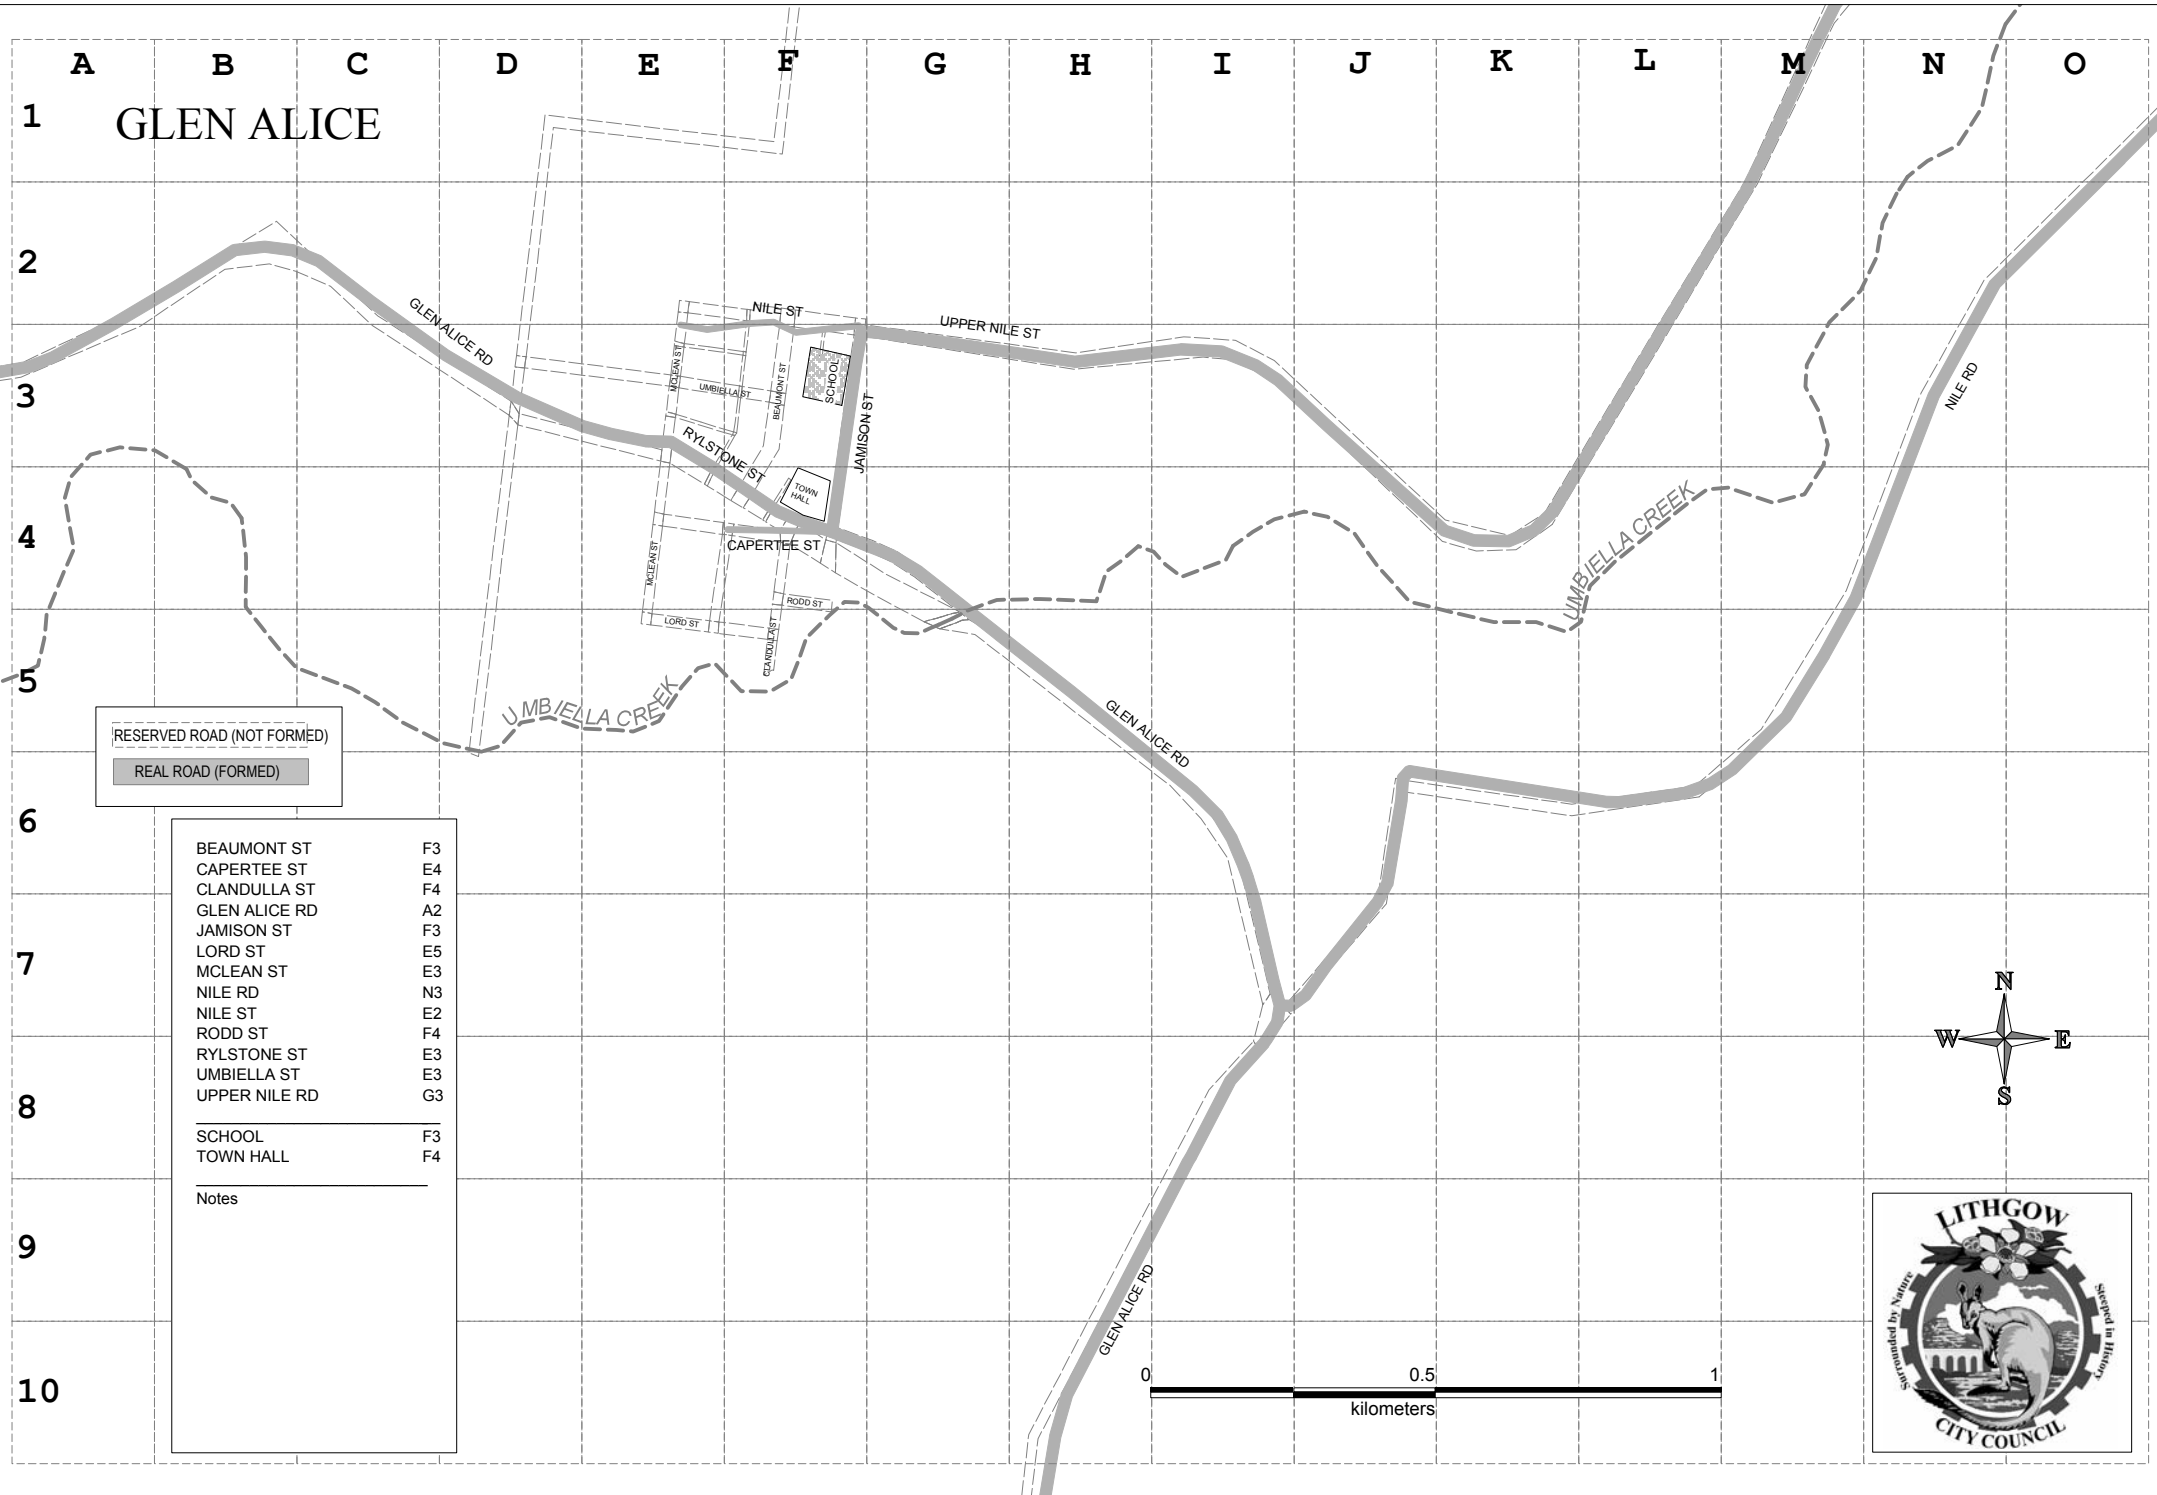 A B C D E F G H I J K L M N O
1
GLEN ALICE
2
GLEN ALICE RD
NILE ST
UPPER NILE ST
3
MCLEAN ST
UMBIELLA ST
BEAUMONT ST
SCHOOL
JAMISON ST
NILE RD
RYLSTONE ST
TOWN
HALL
4
CAPERTEE ST
MCLEAN ST
UMBIELLA CREEK
RODD ST
LORD ST
CLANDULLA ST
5
UMBIELLA CREEK
GLEN ALICE RD
RESERVED ROAD (NOT FORMED)
REAL ROAD (FORMED)
6
BEAUMONT ST F3
CAPERTEE ST E4
CLANDULLA ST F4
GLEN ALICE RD A2
JAMISON ST F3
LORD ST E5
MCLEAN ST E3
NILE RD N3
NILE ST E2
RODD ST F4
RYLSTONE ST E3
UMBIELLA ST E3
UPPER NILE RD G3
SCHOOL F3
TOWN HALL F4
Notes
7
8
9
10
N
W E
S
GLEN ALICE RD
0 0.5 1
kilometers
LITHGOW
Surrounded by Nature
Steeped in History
CITY COUNCIL